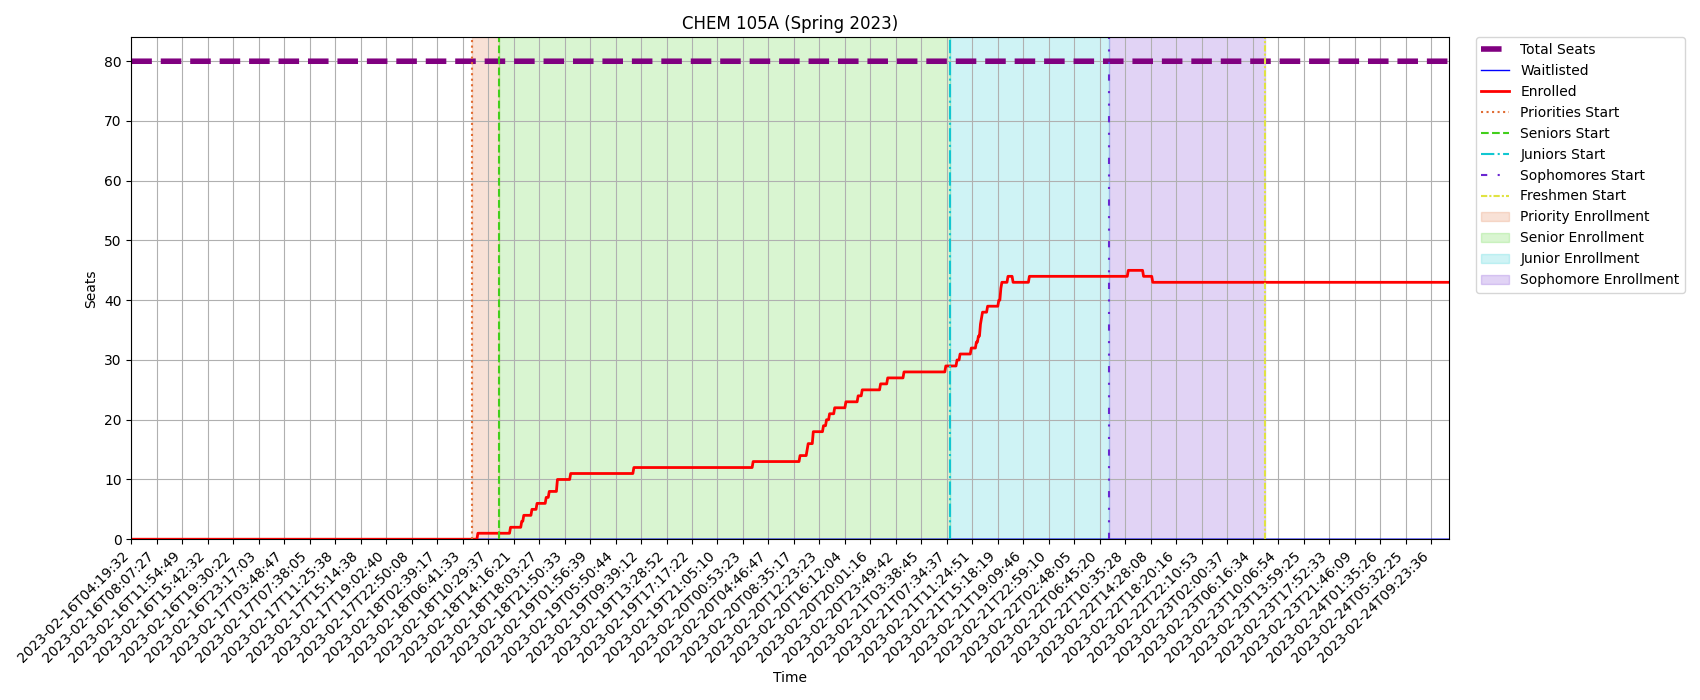 CHEM 105A (Spring 2023)
Seats
80
70
60
50
40
30
20
10
0
2023-02-16T04:19:32
2023-02-16T08:07:27
2023-02-16T11:54:49
2023-02-16T15:42:32
2023-02-16T19:30:22
2023-02-16T23:17:03
2023-02-17T03:48:47
2023-02-17T07:38:05
2023-02-17T11:25:38
2023-02-17T15:14:38
2023-02-17T19:02:40
2023-02-17T22:50:08
2023-02-18T02:39:17
2023-02-18T06:41:33
2023-02-18T10:29:37
2023-02-18T14:16:21
2023-02-18T18:03:27
2023-02-18T21:50:33
2023-02-19T01:56:39
2023-02-19T05:50:44
2023-02-19T09:39:12
2023-02-19T13:28:52
2023-02-19T17:17:22
2023-02-19T21:05:10
2023-02-20T00:53:23
2023-02-20T04:46:47
2023-02-20T08:35:17
2023-02-20T12:23:23
2023-02-20T16:12:04
2023-02-20T20:01:16
2023-02-20T23:49:42
2023-02-21T03:38:45
2023-02-21T07:34:37
2023-02-21T11:24:51
2023-02-21T15:18:19
2023-02-21T19:09:46
2023-02-21T22:59:10
2023-02-22T02:48:05
2023-02-22T06:45:20
2023-02-22T10:35:28
2023-02-22T14:28:08
2023-02-22T18:20:16
2023-02-22T22:10:53
2023-02-23T02:00:37
2023-02-23T06:16:34
2023-02-23T10:06:54
2023-02-23T13:59:25
2023-02-23T17:52:33
2023-02-23T21:46:09
2023-02-24T01:35:26
2023-02-24T05:32:25
2023-02-24T09:23:36
Time
Total Seats
Waitlisted
Enrolled
Priorities Start
Seniors Start
Juniors Start
Sophomores Start
Freshmen Start
Priority Enrollment
Senior Enrollment
Junior Enrollment
Sophomore Enrollment